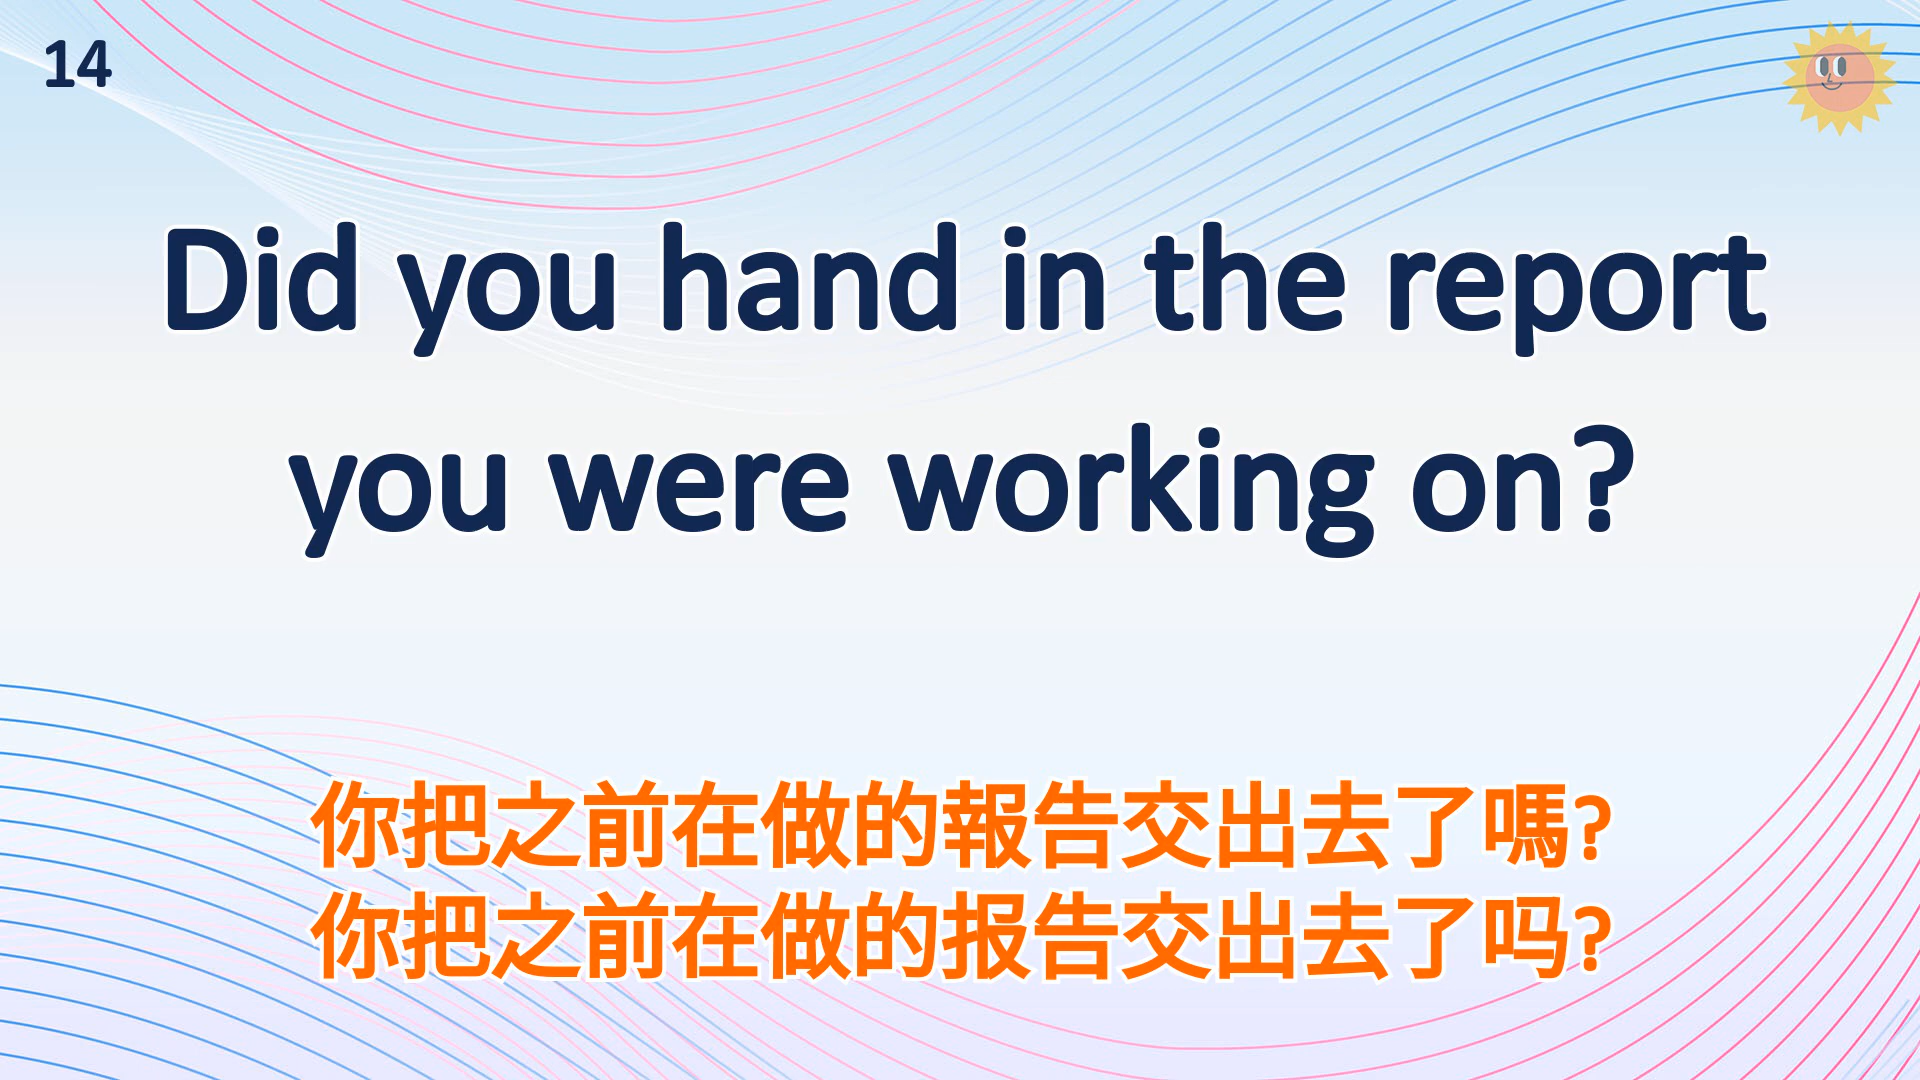 14
Did you hand in the report
you were working on?
你把之前在做的報告交出去了嗎?
你把之前在做的报告交出去了吗?